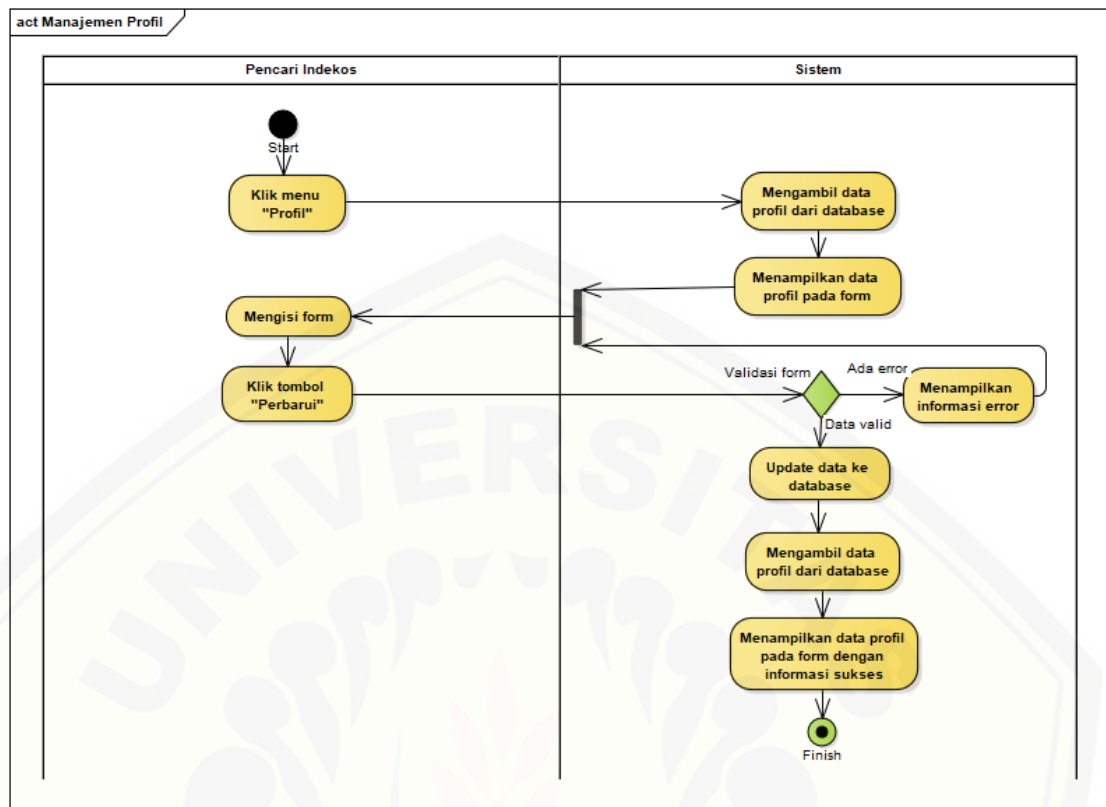 act Manajemen Profil
Pencari Indekos
Sistem
Start
Klik menu
"Profil"
Mengambil data
profil dari database
Menampilkan data
profil pada form
Mengisi form
Klik tombol
"Perbarui"
Validasi form
Ada error
Menampilkan
informasi error
Data valid
Update data ke
database
Mengambil data
profil dari database
Menampilkan data profil
pada form dengan
informasi sukses
Finish
UNIVERSITA